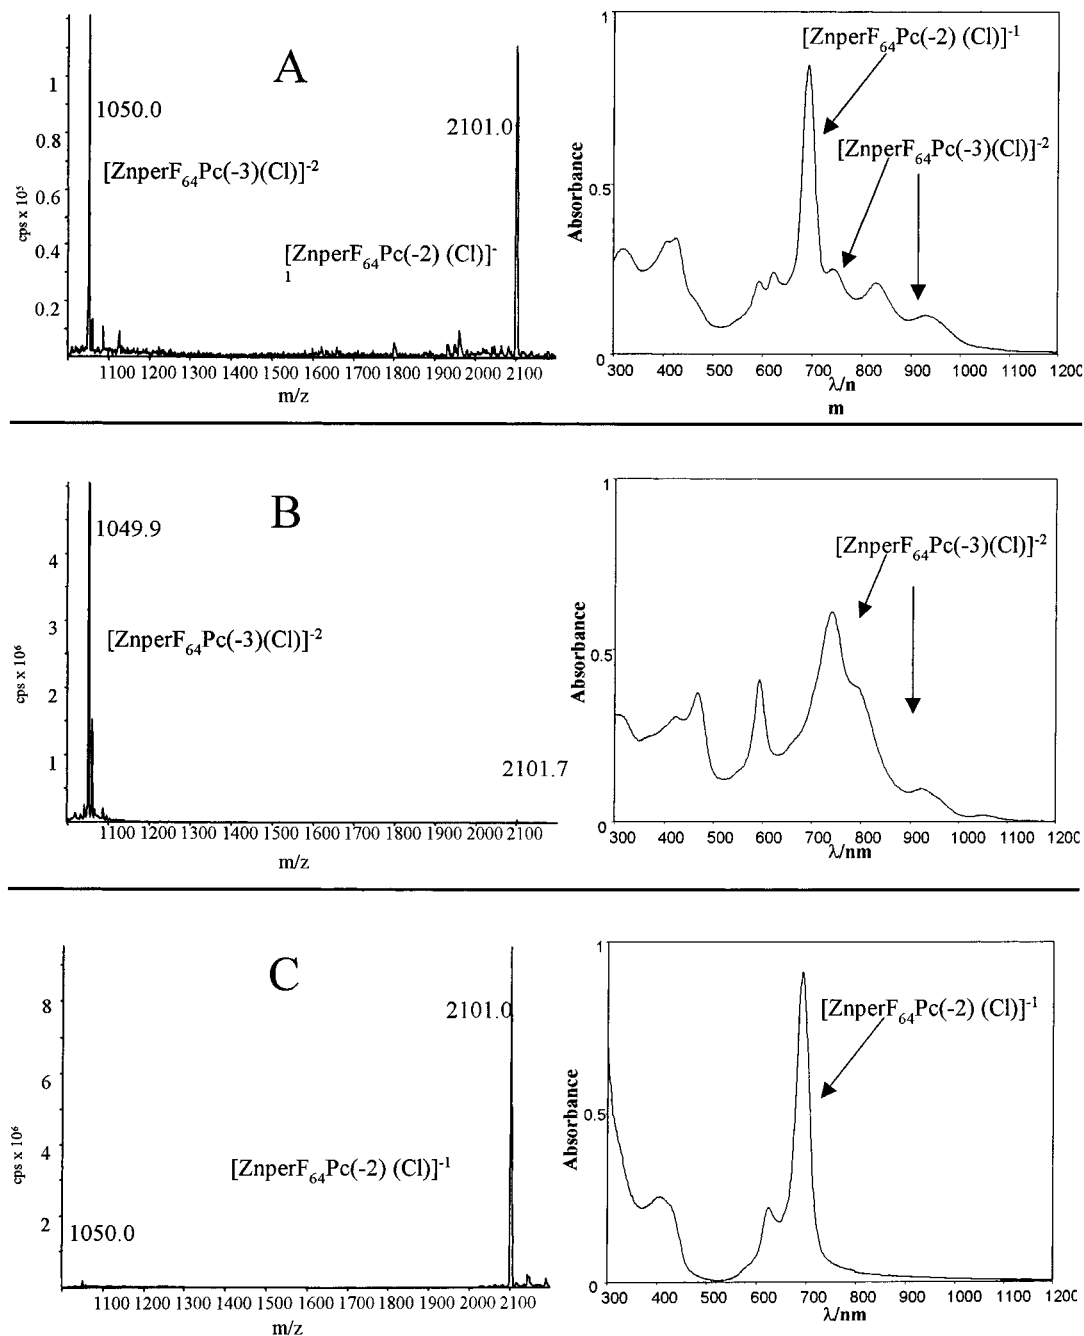 A
1050.0
2101.0
[ZnperF₆₄Pc(-3)(Cl)]⁻²
[ZnperF₆₄Pc(-2) (Cl)]⁻
1
cps x 10⁵
1
0.8
0.6
0.4
0.2
1100 1200 1300 1400 1500 1600 1700 1800 1900 2000 2100
m/z
[ZnperF₆₄Pc(-2) (Cl)]⁻¹
[ZnperF₆₄Pc(-3)(Cl)]⁻²
Absorbance
1
0.5
0
300 400 500 600 700 800 900 1000 1100 1200
λ/n
m
B
1049.9
[ZnperF₆₄Pc(-3)(Cl)]⁻²
2101.7
cps x 10⁶
4
3
2
1
1100 1200 1300 1400 1500 1600 1700 1800 1900 2000 2100
m/z
[ZnperF₆₄Pc(-3)(Cl)]⁻²
Absorbance
1
0.5
0
300 400 500 600 700 800 900 1000 1100 1200
λ/nm
C
2101.0
[ZnperF₆₄Pc(-2) (Cl)]⁻¹
1050.0
cps x 10⁶
8
6
4
2
1100 1200 1300 1400 1500 1600 1700 1800 1900 2000 2100
m/z
[ZnperF₆₄Pc(-2) (Cl)]⁻¹
Absorbance
1
0.5
0
300 400 500 600 700 800 900 1000 1100 1200
λ/nm